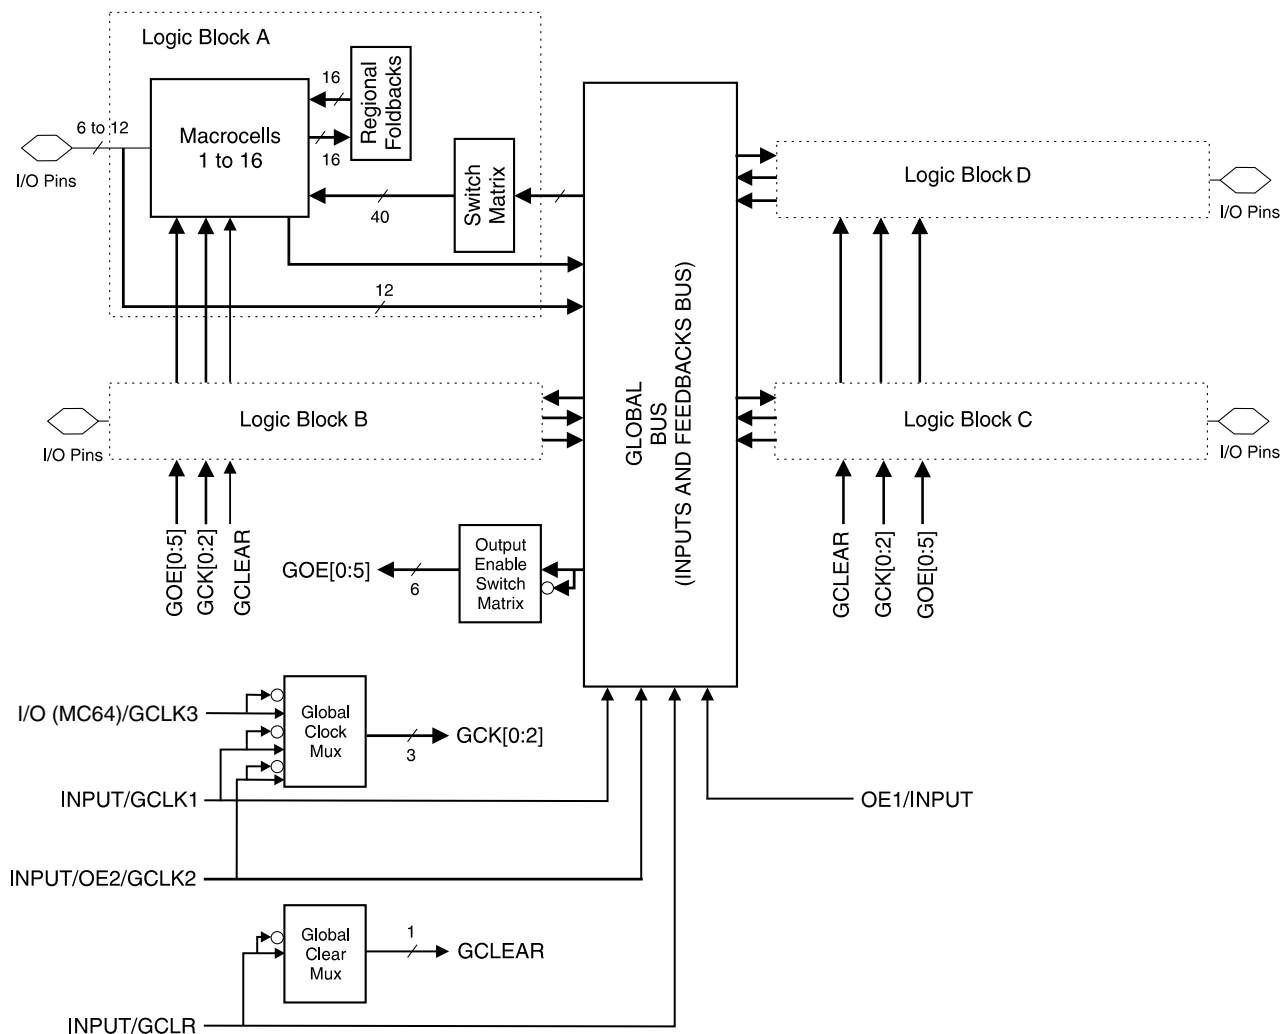 Logic Block A
16
Regional
Foldbacks
6 to 12
Macrocells
1 to 16
16
I/O Pins
40
Switch
Matrix
12
Logic Block D
I/O Pins
Logic Block B
I/O Pins
GLOBAL
BUS
(INPUTS AND FEEDBACKS BUS)
Logic Block C
I/O Pins
GOE[0:5]
GCK[0:2]
GCLEAR
GOE[0:5]
6
Output
Enable
Switch
Matrix
GCLEAR
GCK[0:2]
GOE[0:5]
I/O (MC64)/GCLK3
Global
Clock
Mux
3
GCK[0:2]
INPUT/GCLK1
OE1/INPUT
INPUT/OE2/GCLK2
Global
Clear
Mux
1
GCLEAR
INPUT/GCLR